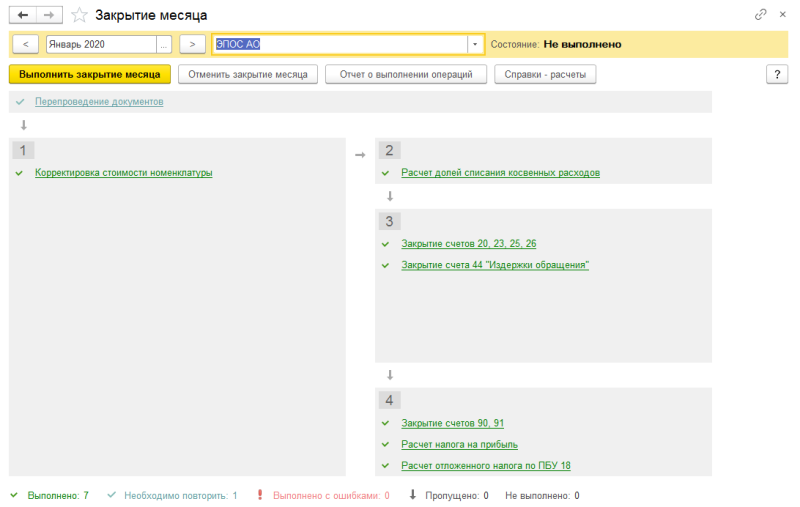 Закрытие месяца
< Январь 2020 ... > ЭПОС АО Состояние: Не выполнено
Выполнить закрытие месяца Отменить закрытие месяца Отчет о выполнении операций Справки - расчеты ?
Перепроведение документов
1
Корректировка стоимости номенклатуры
2
Расчет долей списания косвенных расходов
3
Закрытие счетов 20, 23, 25, 26
Закрытие счета 44 "Издержки обращения"
4
Закрытие счетов 90, 91
Расчет налога на прибыль
Расчет отложенного налога по ПБУ 18
Выполнено: 7 Необходимо повторить: 1 Выполнено с ошибками: 0 Пропущено: 0 Не выполнено: 0